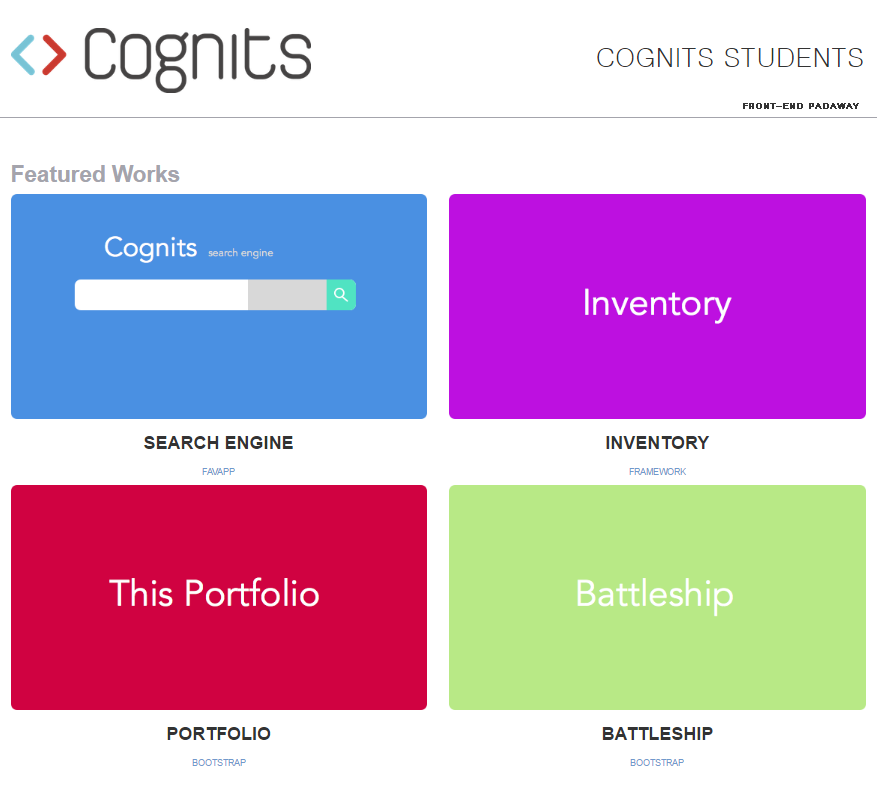 Cognits
COGNITS STUDENTS
FRONT-END PADAWAY
Featured Works
Cognits search engine
Inventory
SEARCH ENGINE
INVENTORY
FAVAPP
FRAMEWORK
This Portfolio
Battleship
PORTFOLIO
BATTLESHIP
BOOTSTRAP
BOOTSTRAP